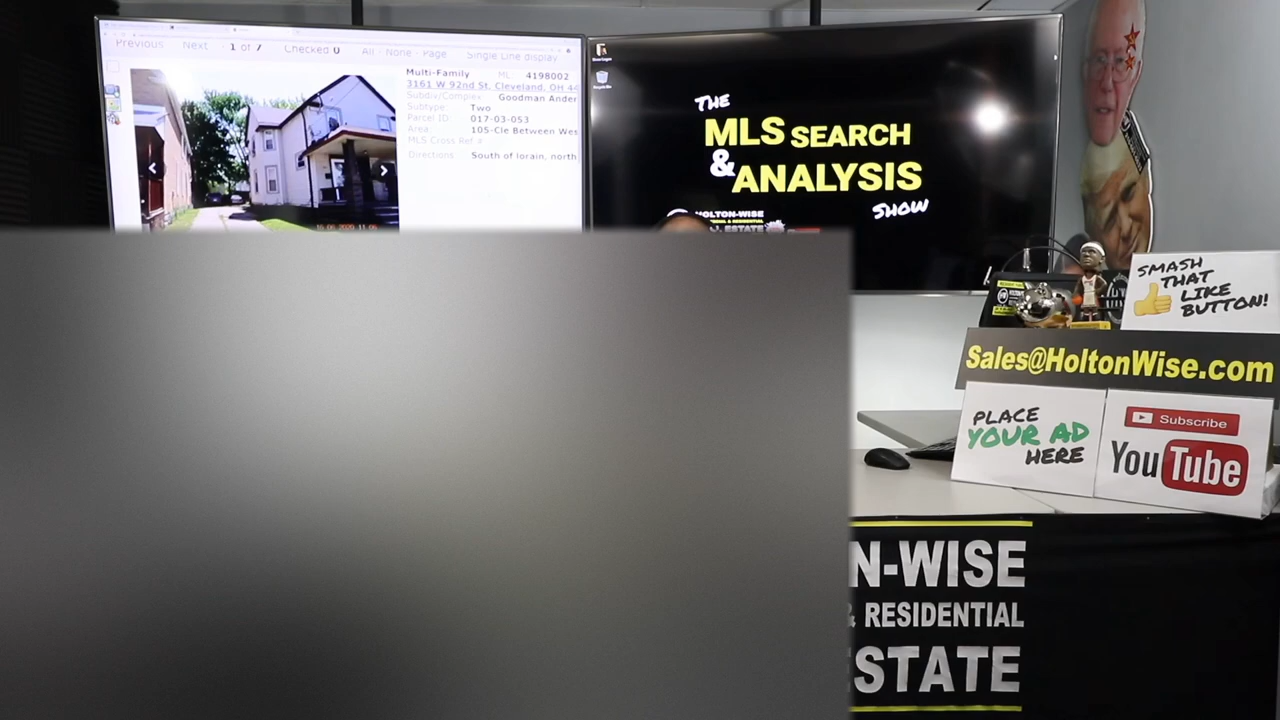 Previous Next 1 of 7 Checked 0 All - None - Page Single Line display
Multi-Family ML: 4198002
3161 W 92nd St, Cleveland, OH 44
Subdiv/Complex: Goodman Ander
Subtype: Two
Parcel ID: 017-03-053
Area: 105-Cle Between Wes
MLS Cross Ref #
Directions: South of lorain, north
THE
MLS SEARCH
& ANALYSIS
SHOW
HOLTON-WISE
ESTATE
SMASH
THAT
LIKE
BUTTON!
Sales@HoltonWise.com
PLACE
YOUR AD
HERE
Subscribe
YouTube
N-WISE
& RESIDENTIAL
ESTATE